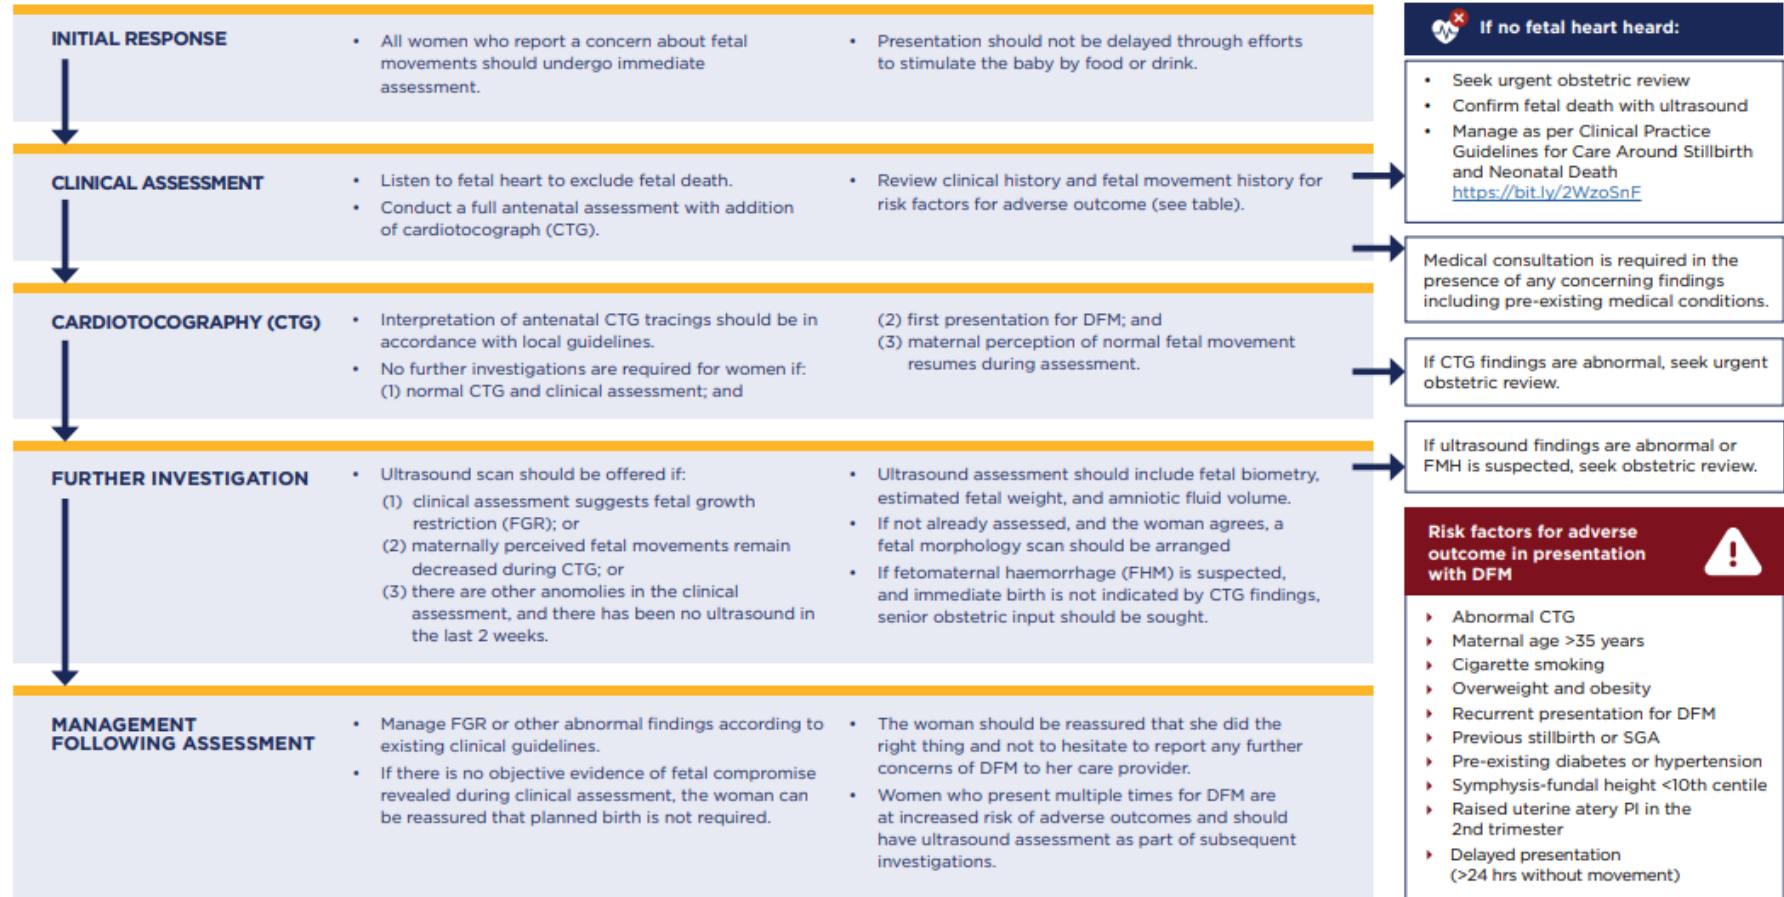 INITIAL RESPONSE
• All women who report a concern about fetal
movements should undergo immediate
assessment.
• Presentation should not be delayed through efforts
to stimulate the baby by food or drink.
CLINICAL ASSESSMENT
• Listen to fetal heart to exclude fetal death.
• Conduct a full antenatal assessment with addition
of cardiotocograph (CTG).
• Review clinical history and fetal movement history for
risk factors for adverse outcome (see table).
CARDIOTOCOGRAPHY (CTG)
• Interpretation of antenatal CTG tracings should be in
accordance with local guidelines.
• No further investigations are required for women if:
(1) normal CTG and clinical assessment; and
(2) first presentation for DFM; and
(3) maternal perception of normal fetal movement
resumes during assessment.
FURTHER INVESTIGATION
• Ultrasound scan should be offered if:
(1) clinical assessment suggests fetal growth
restriction (FGR); or
(2) maternally perceived fetal movements remain
decreased during CTG; or
(3) there are other anomolies in the clinical
assessment, and there has been no ultrasound in
the last 2 weeks.
• Ultrasound assessment should include fetal biometry,
estimated fetal weight, and amniotic fluid volume.
• If not already assessed, and the woman agrees, a
fetal morphology scan should be arranged
• If fetomaternal haemorrhage (FHM) is suspected,
and immediate birth is not indicated by CTG findings,
senior obstetric input should be sought.
MANAGEMENT
FOLLOWING ASSESSMENT
• Manage FGR or other abnormal findings according to
existing clinical guidelines.
• If there is no objective evidence of fetal compromise
revealed during clinical assessment, the woman can
be reassured that planned birth is not required.
• The woman should be reassured that she did the
right thing and not to hesitate to report any further
concerns of DFM to her care provider.
• Women who present multiple times for DFM are
at increased risk of adverse outcomes and should
have ultrasound assessment as part of subsequent
investigations.
If no fetal heart heard:
• Seek urgent obstetric review
• Confirm fetal death with ultrasound
• Manage as per Clinical Practice
Guidelines for Care Around Stillbirth
and Neonatal Death
https://bit.ly/2WzoSnF
Medical consultation is required in the
presence of any concerning findings
including pre-existing medical conditions.
If CTG findings are abnormal, seek urgent
obstetric review.
If ultrasound findings are abnormal or
FMH is suspected, seek obstetric review.
Risk factors for adverse
outcome in presentation
with DFM
Abnormal CTG
Maternal age >35 years
Cigarette smoking
Overweight and obesity
Recurrent presentation for DFM
Previous stillbirth or SGA
Pre-existing diabetes or hypertension
Symphysis-fundal height <10th centile
Raised uterine atery PI in the
2nd trimester
Delayed presentation
(>24 hrs without movement)